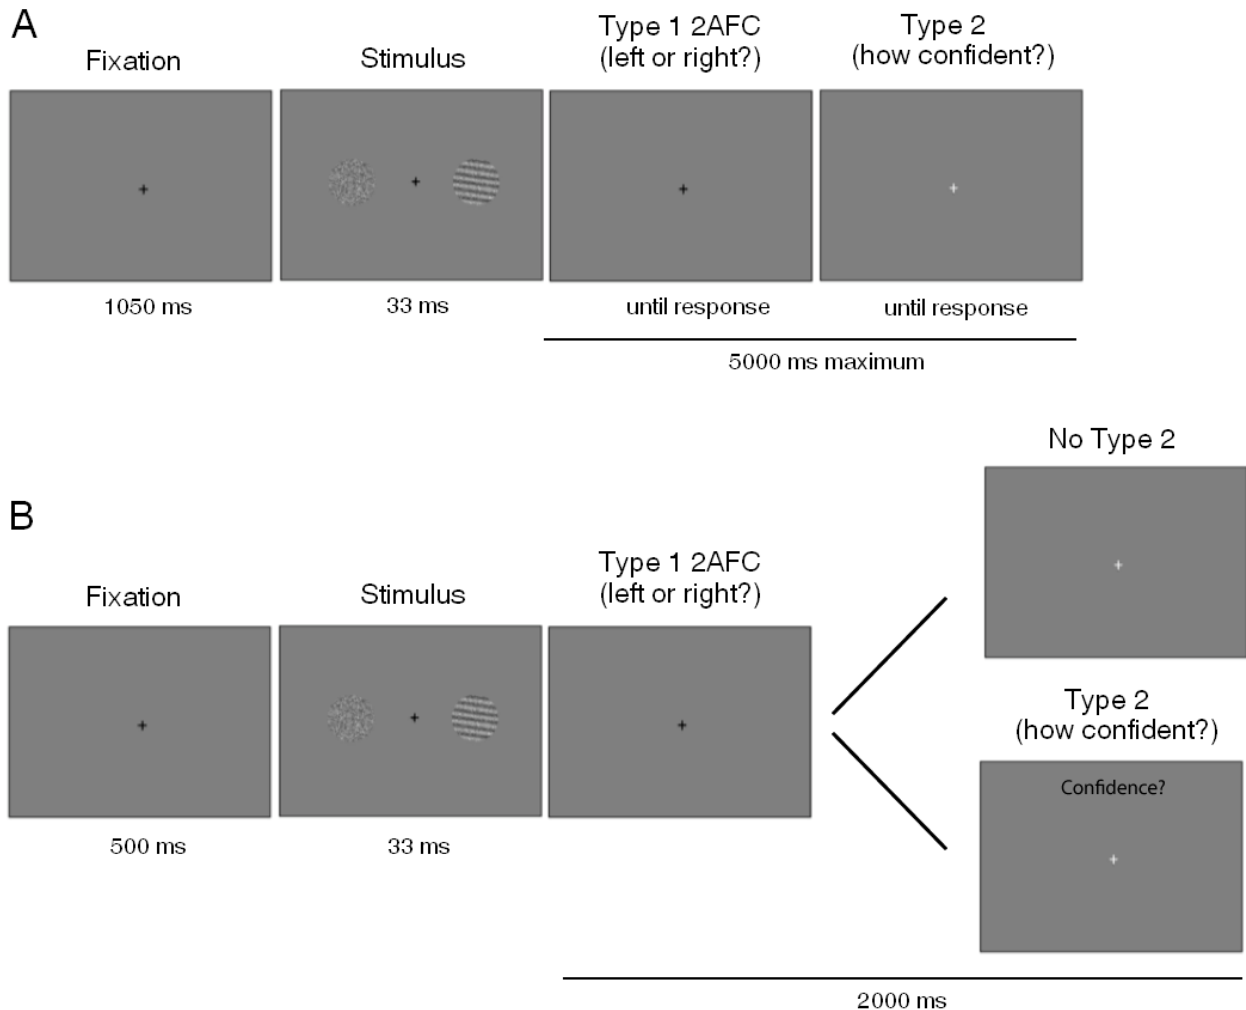 A
Fixation
Stimulus
Type 1 2AFC
(left or right?)
Type 2
(how confident?)
1050 ms
33 ms
until response
until response
5000 ms maximum
B
Fixation
Stimulus
Type 1 2AFC
(left or right?)
No Type 2
Type 2
(how confident?)
Confidence?
500 ms
33 ms
2000 ms